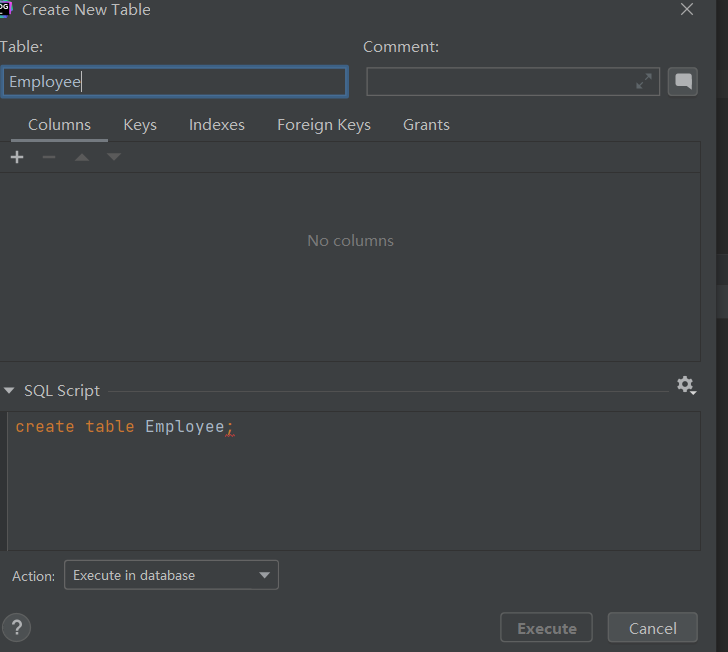 Create New Table
Table:
Comment:
Employee
Columns
Keys
Indexes
Foreign Keys
Grants
No columns
SQL Script
create table Employee;
Action:
Execute in database
?
Execute
Cancel